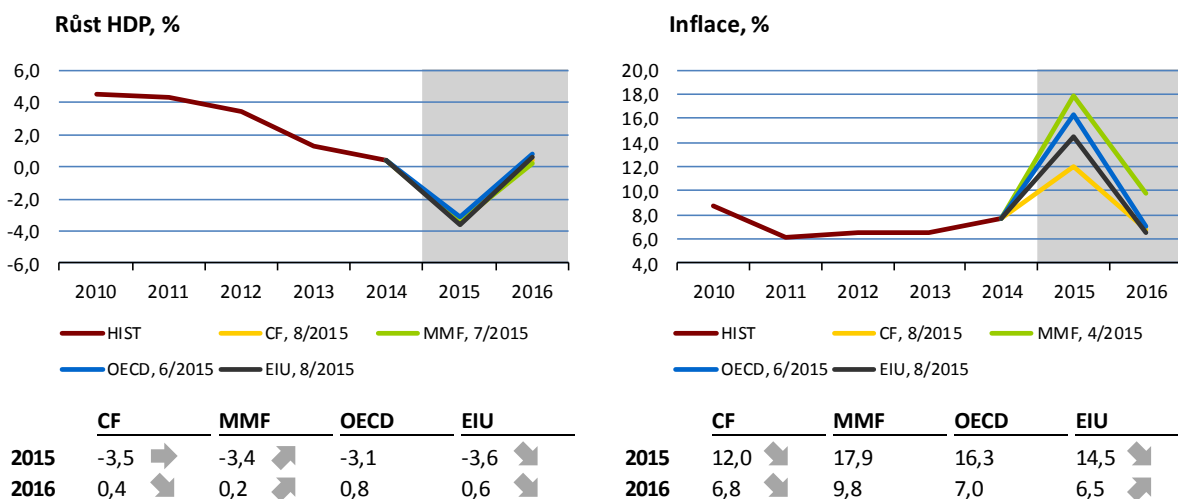 Růst HDP, %
6,0
4,0
2,0
0,0
-2,0
-4,0
-6,0
2010 2011 2012 2013 2014 2015 2016
HIST CF, 8/2015 MMF, 7/2015
OECD, 6/2015 EIU, 8/2015
CF MMF OECD EIU
2015 -3,5 -3,4 -3,1 -3,6
2016 0,4 0,2 0,8 0,6
Inflace, %
20,0
18,0
16,0
14,0
12,0
10,0
8,0
6,0
4,0
2010 2011 2012 2013 2014 2015 2016
HIST CF, 8/2015 MMF, 4/2015
OECD, 6/2015 EIU, 8/2015
CF MMF OECD EIU
2015 12,0 17,9 16,3 14,5
2016 6,8 9,8 7,0 6,5